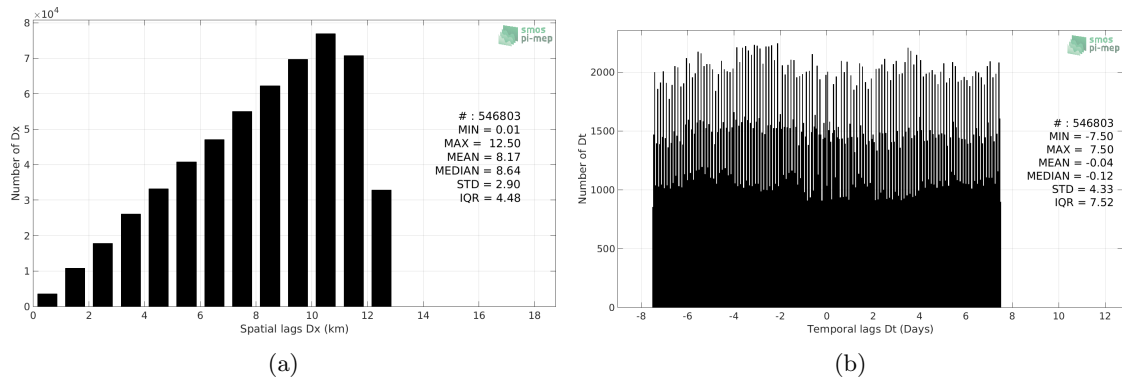 8 ×10⁴
7
6
5
4
3
2
1
0
Number of Dx
0 2 4 6 8 10 12 14 16 18
Spatial lags Dx (km)
smos
pi-mep
# : 546803
MIN = 0.01
MAX = 12.50
MEAN = 8.17
MEDIAN = 8.64
STD = 2.90
IQR = 4.48
(a)
2000
1500
1000
500
0
Number of Dt
-8 -6 -4 -2 0 2 4 6 8 10 12
Temporal lags Dt (Days)
smos
pi-mep
# : 546803
MIN = -7.50
MAX = 7.50
MEAN = -0.04
MEDIAN = -0.12
STD = 4.33
IQR = 7.52
(b)